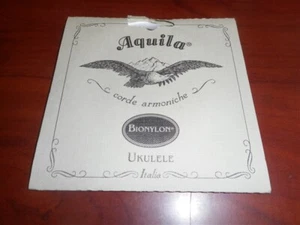 Aquila®
corde armoniche
BIONYLON®
UKULELE
Italia